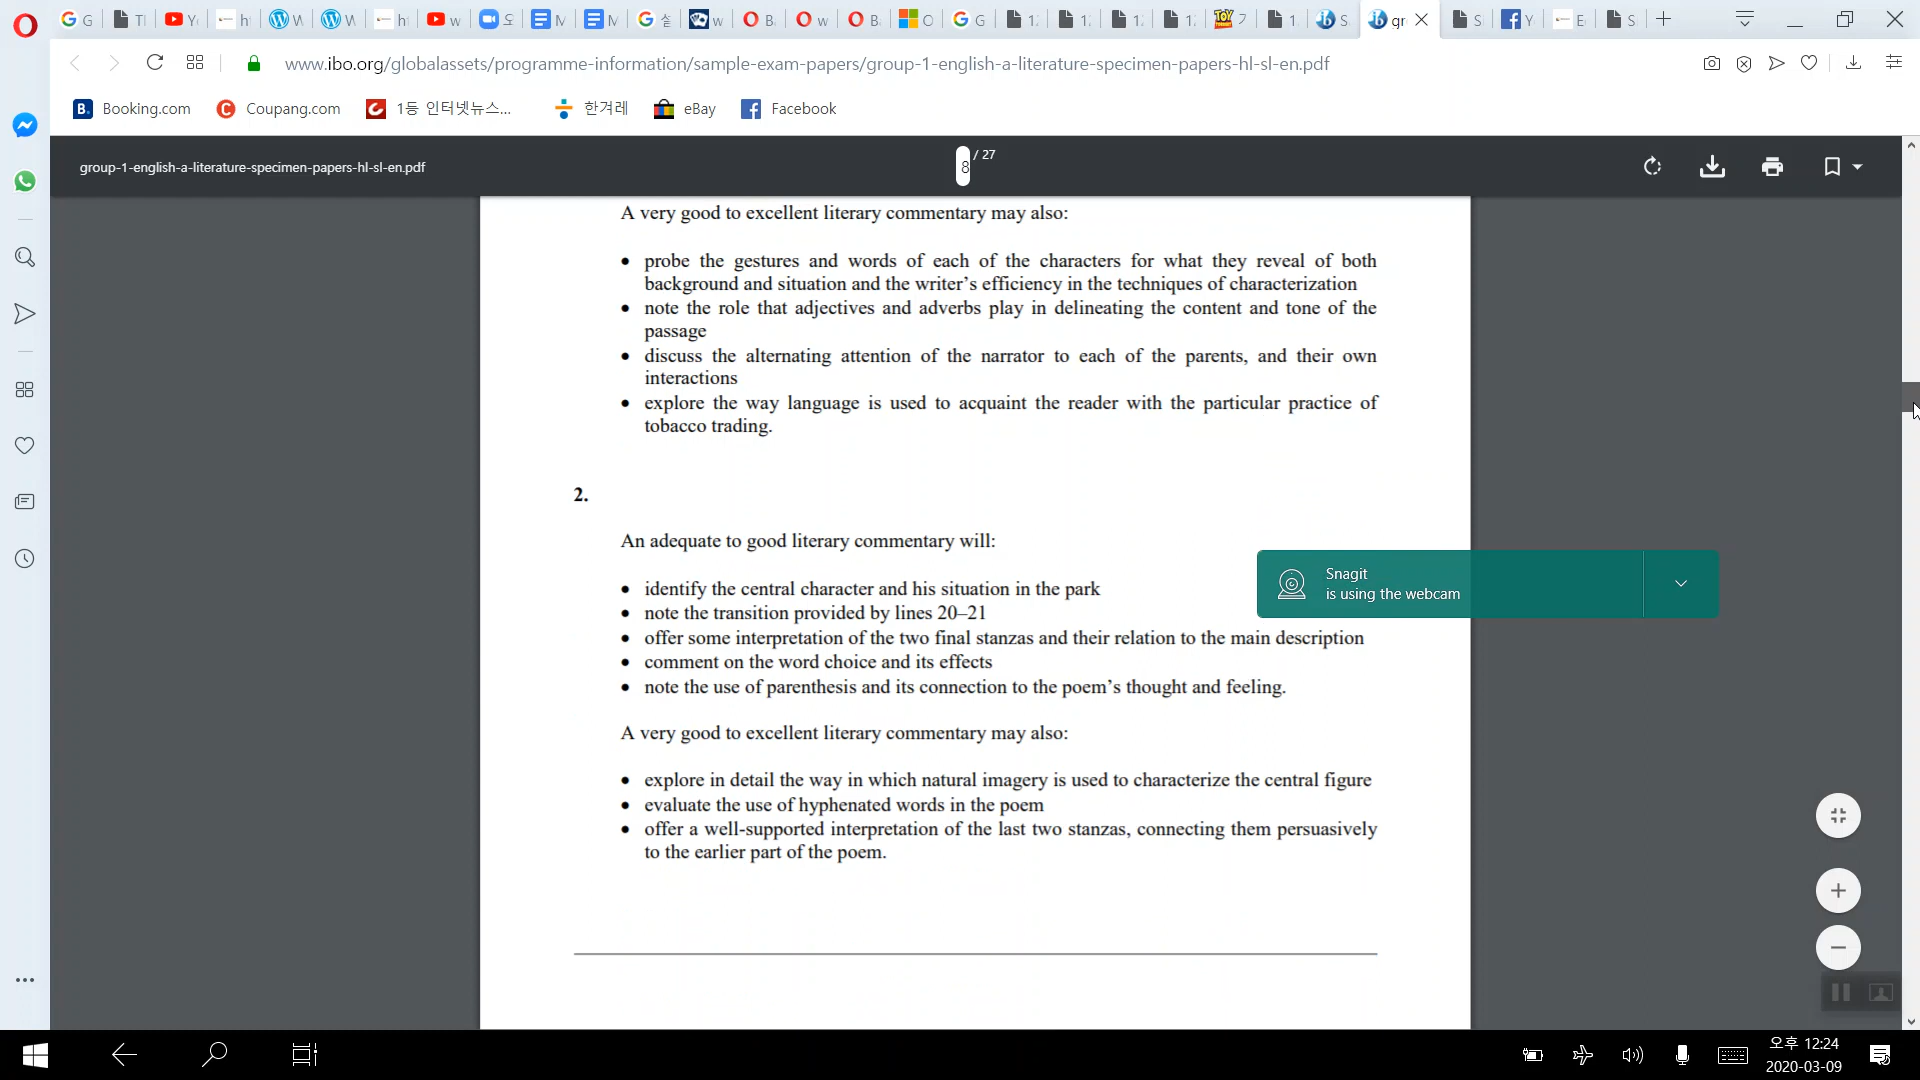 G
Tl
Y
h
W
W
h
w
오
M
M
G
w
B
w
B
O
G
1
1
1
1
S
gr
S
Y
E
S
www.ibo.org/globalassets/programme-information/sample-exam-papers/group-1-english-a-literature-specimen-papers-hl-sl-en.pdf
B. Booking.com
C Coupang.com
1등 인터넷뉴스...
한겨레
eBay
Facebook
group-1-english-a-literature-specimen-papers-hl-sl-en.pdf
8 / 27
A very good to excellent literary commentary may also:
• probe the gestures and words of each of the characters for what they reveal of both
background and situation and the writer's efficiency in the techniques of characterization
• note the role that adjectives and adverbs play in delineating the content and tone of the
passage
• discuss the alternating attention of the narrator to each of the parents, and their own
interactions
• explore the way language is used to acquaint the reader with the particular practice of
tobacco trading.
2.
An adequate to good literary commentary will:
• identify the central character and his situation in the park
• note the transition provided by lines 20–21
• offer some interpretation of the two final stanzas and their relation to the main description
• comment on the word choice and its effects
• note the use of parenthesis and its connection to the poem's thought and feeling.
Snagit
is using the webcam
A very good to excellent literary commentary may also:
• explore in detail the way in which natural imagery is used to characterize the central figure
• evaluate the use of hyphenated words in the poem
• offer a well-supported interpretation of the last two stanzas, connecting them persuasively
to the earlier part of the poem.
오후 12:24
2020-03-09